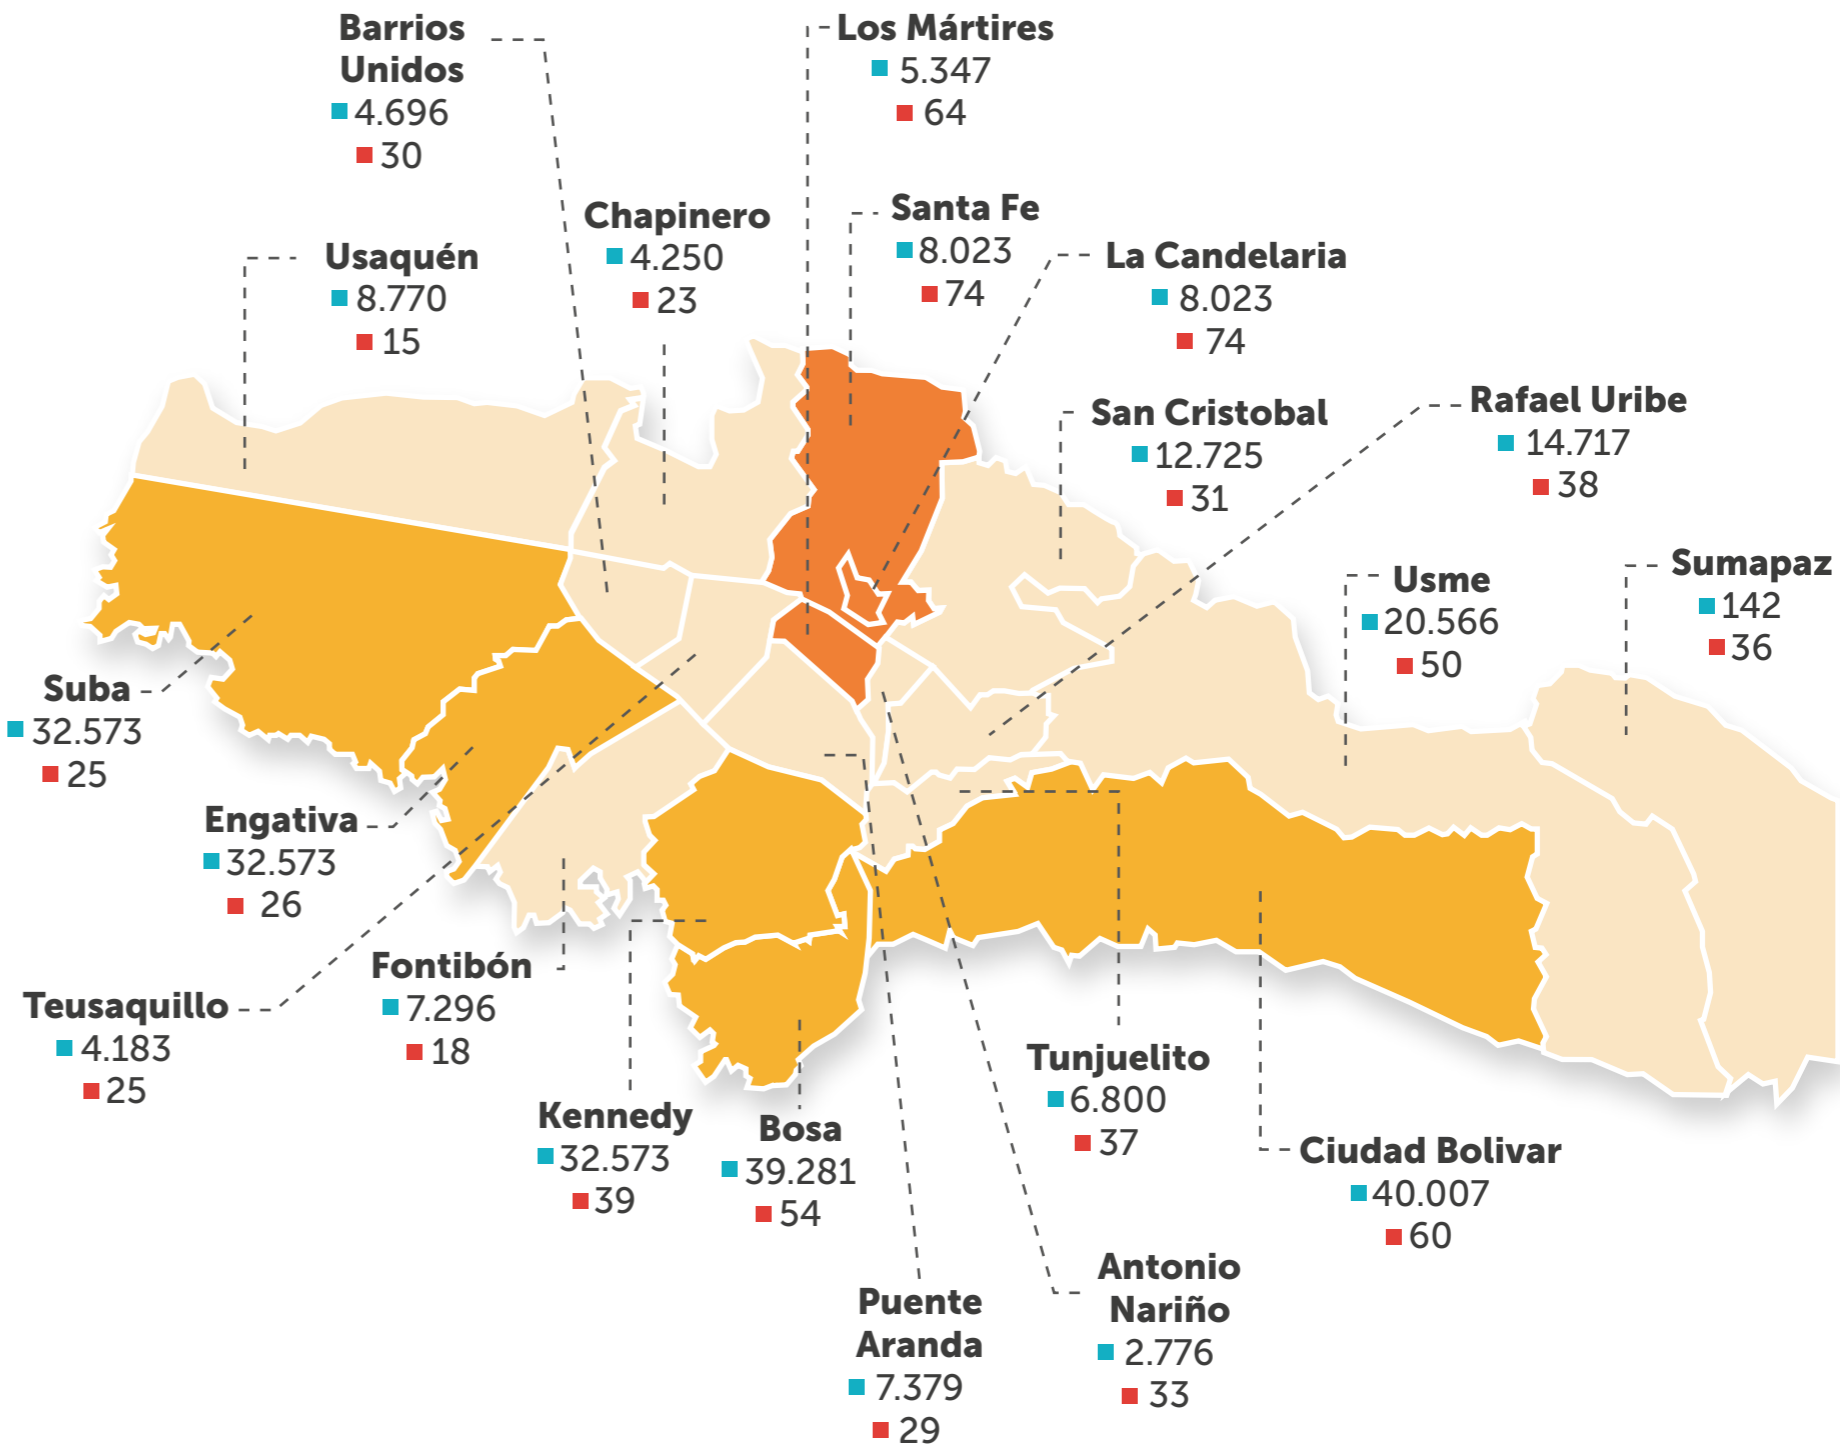 Barrios
Unidos
4.696
30
Los Mártires
5.347
64
Chapinero
4.250
23
Santa Fe
8.023
74
Usaquén
8.770
15
La Candelaria
8.023
74
San Cristobal
12.725
31
Rafael Uribe
14.717
38
Usme
20.566
50
Sumapaz
142
36
Suba
32.573
25
Engativa
32.573
26
Teusaquillo
4.183
25
Fontibón
7.296
18
Kennedy
32.573
39
Bosa
39.281
54
Tunjuelito
6.800
37
Ciudad Bolivar
40.007
60
Puente
Aranda
7.379
29
Antonio
Nariño
2.776
33